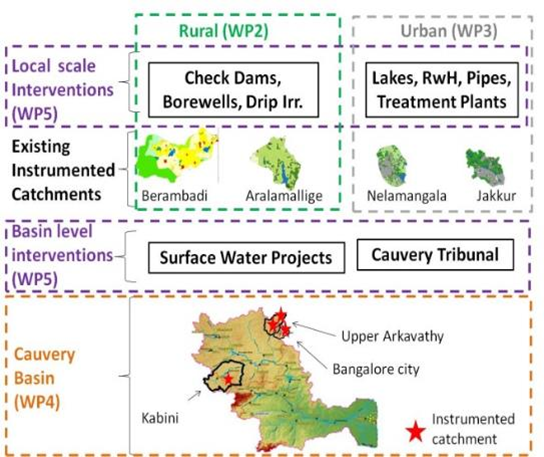 Rural (WP2)
Urban (WP3)
Local scale
Interventions
(WP5)
Check Dams,
Borewells, Drip Irr.
Lakes, RwH, Pipes,
Treatment Plants
Existing
Instrumented
Catchments
Berambadi
Aralamallige
Nelamangala
Jakkur
Basin level
interventions
(WP5)
Surface Water Projects
Cauvery Tribunal
Cauvery
Basin
(WP4)
Upper Arkavathy
Bangalore city
Kabini
Instrumented
catchment